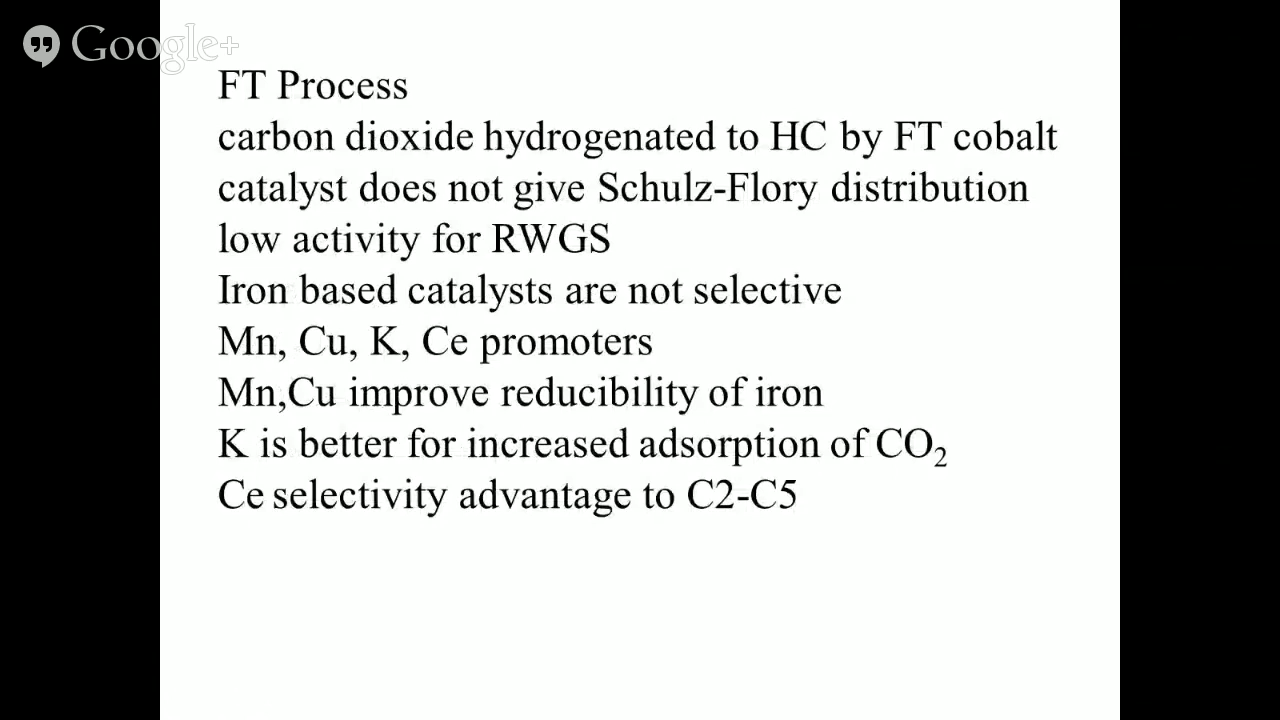 Google+
FT Process
carbon dioxide hydrogenated to HC by FT cobalt
catalyst does not give Schulz-Flory distribution
low activity for RWGS
Iron based catalysts are not selective
Mn, Cu, K, Ce promoters
Mn,Cu improve reducibility of iron
K is better for increased adsorption of CO₂
Ce selectivity advantage to C2-C5